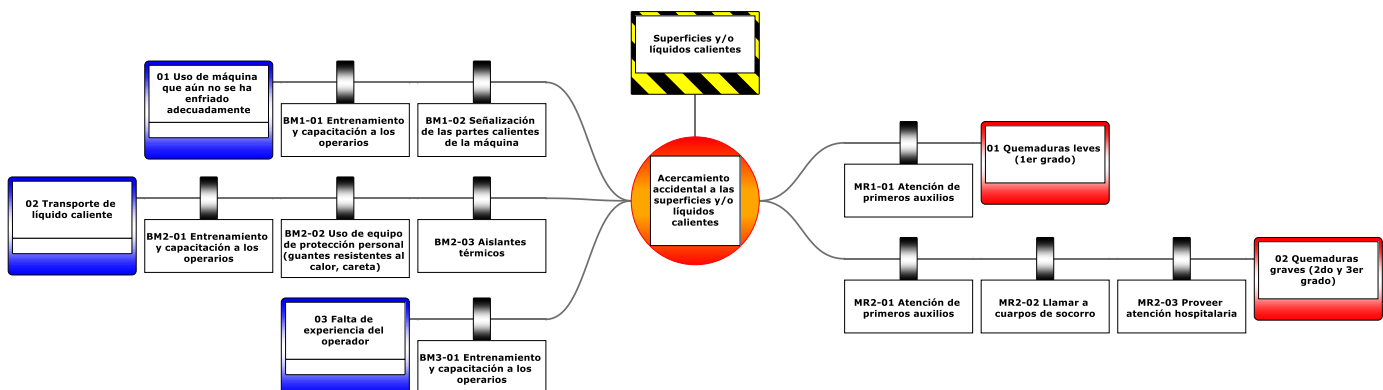 Superficies y/o
líquidos calientes
01 Uso de máquina
que aún no se ha
enfriado
adecuadamente
BM1-01 Entrenamiento
y capacitación a los
operarios
BM1-02 Señalización
de las partes calientes
de la máquina
02 Transporte de
líquido caliente
BM2-01 Entrenamiento
y capacitación a los
operarios
BM2-02 Uso de equipo
de protección personal
(guantes resistentes al
calor, careta)
BM2-03 Aislantes
térmicos
03 Falta de
experiencia del
operador
BM3-01 Entrenamiento
y capacitación a los
operarios
Acercamiento
accidental a las
superficies y/o
líquidos
calientes
MR1-01 Atención de
primeros auxilios
01 Quemaduras leves
(1er grado)
MR2-01 Atención de
primeros auxilios
MR2-02 Llamar a
cuarpos de socorro
MR2-03 Proveer
atención hospitalaria
02 Quemaduras
graves (2do y 3er
grado)